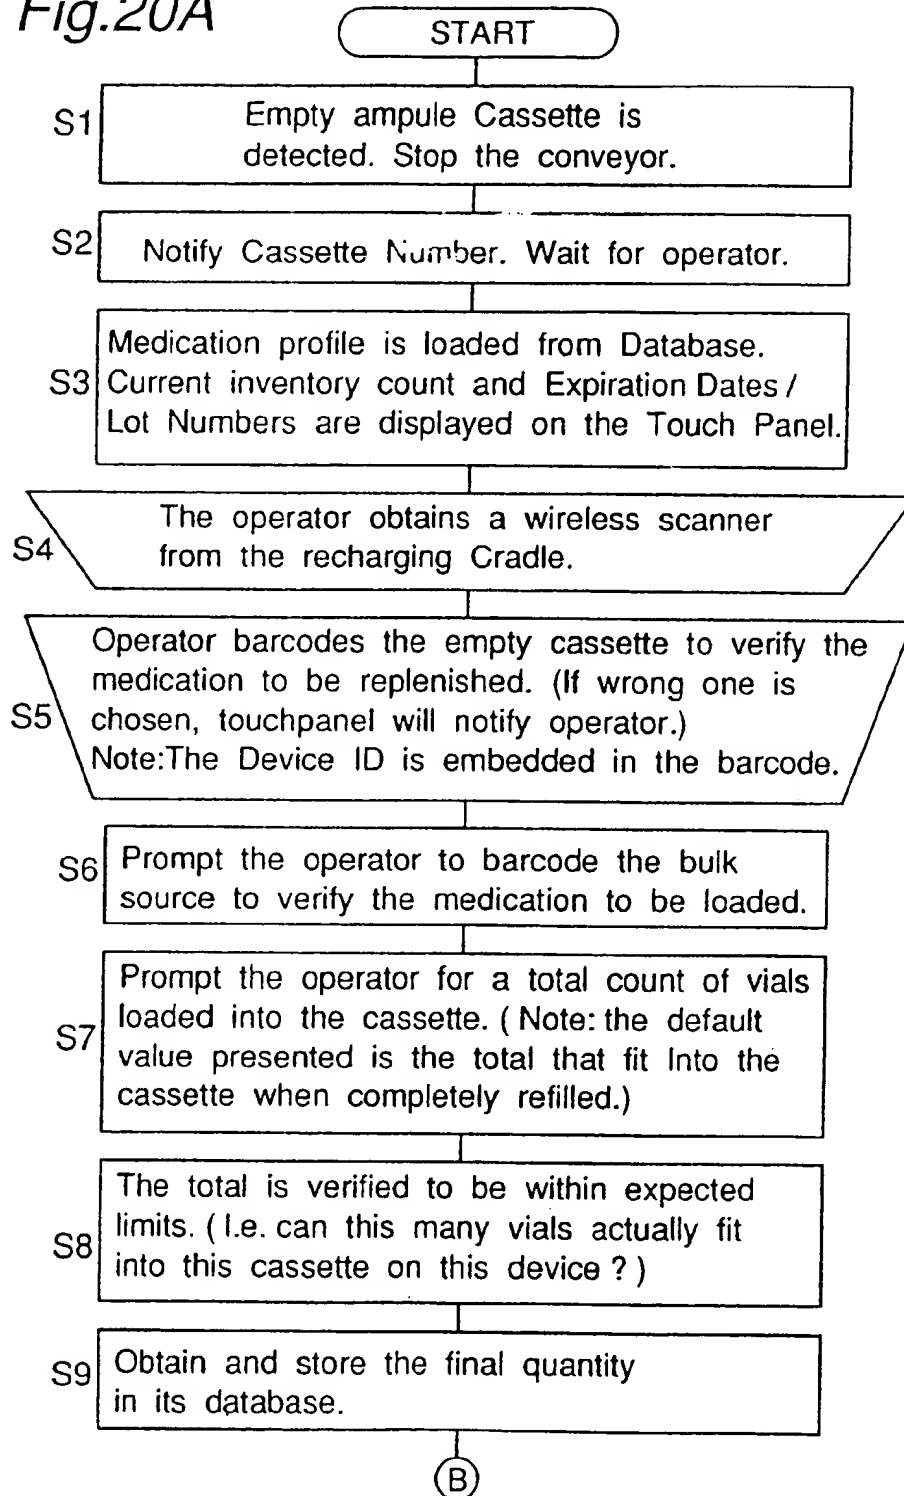 Fig.20A
START
S1
Empty ampule Cassette is
detected. Stop the conveyor.
S2
Notify Cassette Number. Wait for operator.
S3
Medication profile is loaded from Database.
Current inventory count and Expiration Dates /
Lot Numbers are displayed on the Touch Panel.
S4
The operator obtains a wireless scanner
from the recharging Cradle.
S5
Operator barcodes the empty cassette to verify the
medication to be replenished. (If wrong one is
chosen, touchpanel will notify operator.)
Note:The Device ID is embedded in the barcode.
S6
Prompt the operator to barcode the bulk
source to verify the medication to be loaded.
S7
Prompt the operator for a total count of vials
loaded into the cassette. ( Note: the default
value presented is the total that fit Into the
cassette when completely refilled.)
S8
The total is verified to be within expected
limits. ( I.e. can this many vials actually fit
into this cassette on this device ? )
S9
Obtain and store the final quantity
in its database.
B